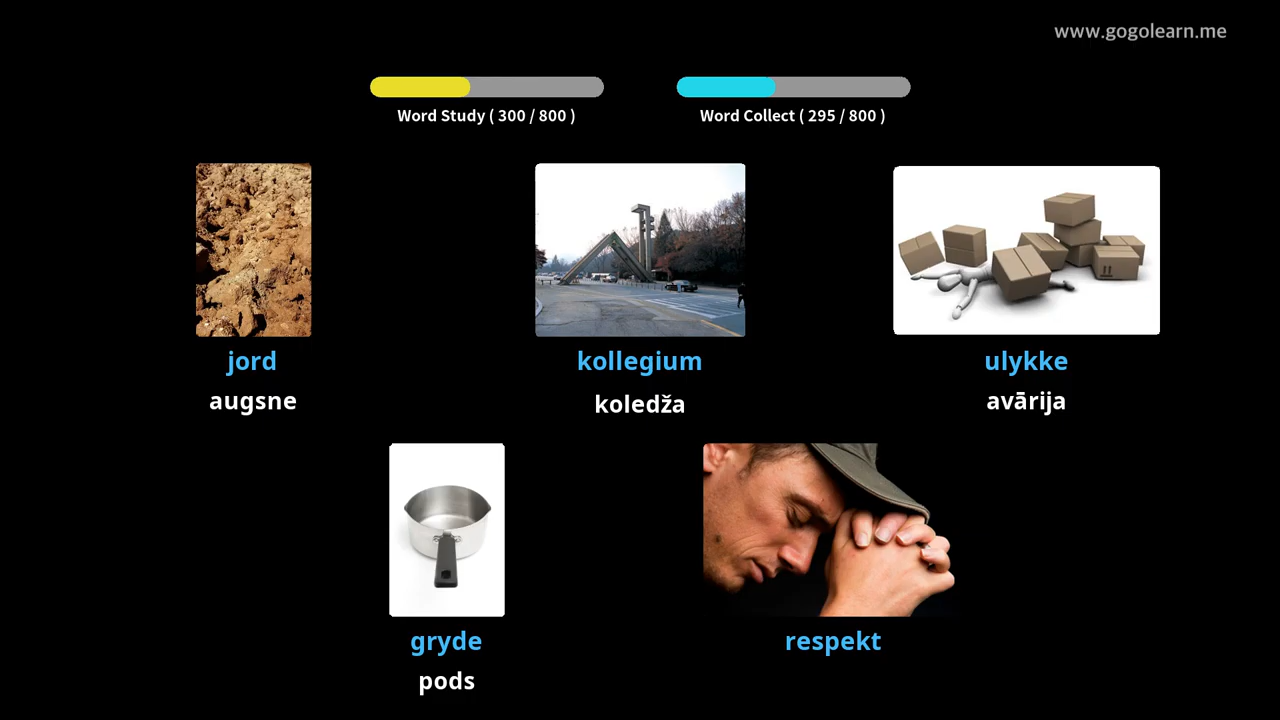 www.gogolearn.me
Word Study ( 300 / 800 )
Word Collect ( 295 / 800 )
jord
kollegium
ulykke
augsne
koledža
avārija
gryde
respekt
pods